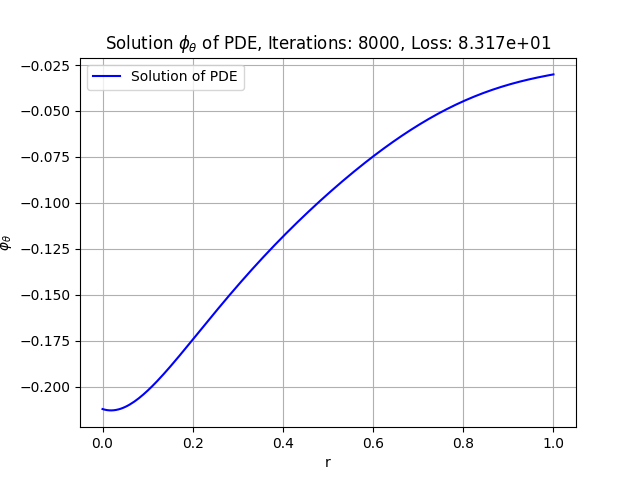 Solution ϕ_θ of PDE, Iterations: 8000, Loss: 8.317e+01
Solution of PDE
−0.025
−0.050
−0.075
−0.100
−0.125
−0.150
−0.175
−0.200
ϕ_θ
0.0 0.2 0.4 0.6 0.8 1.0
r